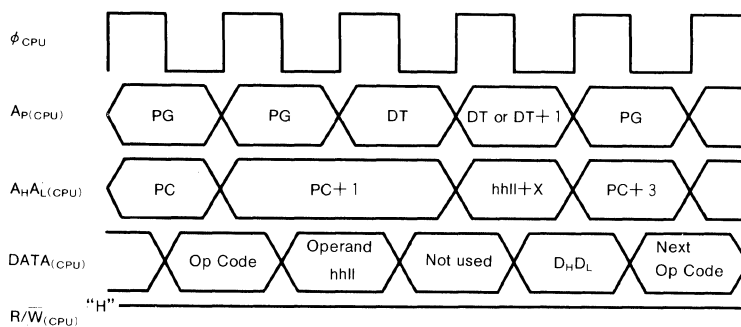 ϕCPU
AP(CPU) PG PG DT DT or DT+1 PG
AHAL(CPU) PC PC+1 hhll+X PC+3
DATA(CPU) Op Code Operand hhll Not used DHDL Next Op Code
R/W̅(CPU) "H"